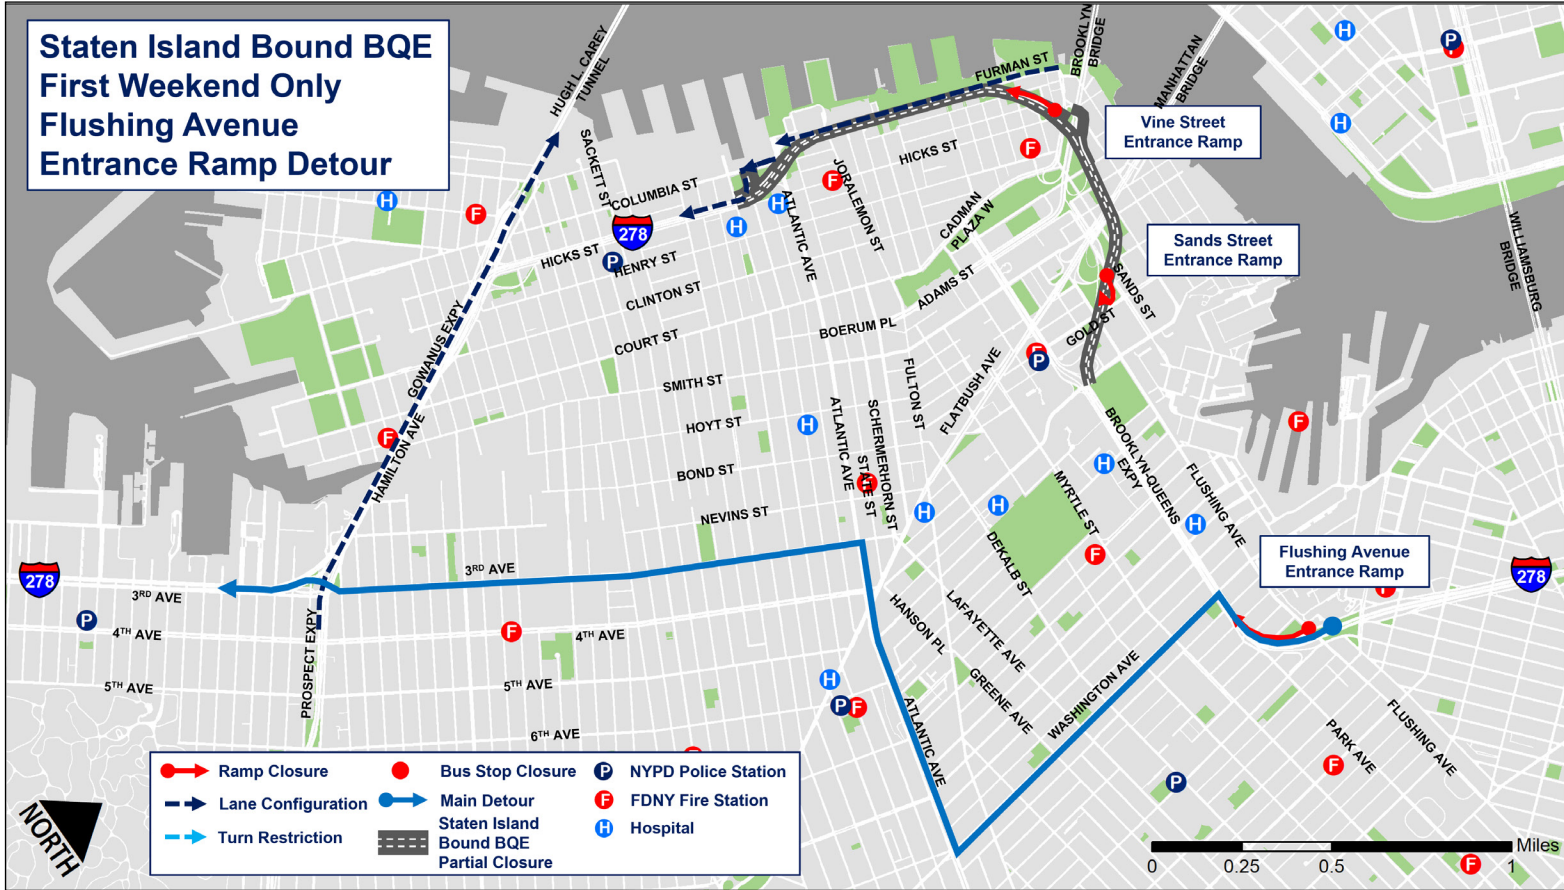 Staten Island Bound BQE
First Weekend Only
Flushing Avenue
Entrance Ramp Detour
HUGH L. CAREY
TUNNEL
BROOKLYN
BRIDGE
MANHATTAN
BRIDGE
WILLIAMSBURG
BRIDGE
FURMAN ST
Vine Street
Entrance Ramp
Sands Street
Entrance Ramp
Flushing Avenue
Entrance Ramp
SACKETT ST
COLUMBIA ST
HICKS ST
JORALEMON ST
ATLANTIC AVE
CADMAN
PLAZA W
278
HICKS ST
HENRY ST
CLINTON ST
ADAMS ST
SANDS ST
GOLD ST
COURT ST
BOERUM PL
GOWANUS EXPY
SMITH ST
FULTON ST
FLATBUSH AVE
HOYT ST
ATLANTIC AVE
SCHERMERHORN ST
STATE ST
HAMILTON AVE
BOND ST
NEVINS ST
MYRTLE ST
BROOKLYN-QUEENS
EXPY
FLUSHING AVE
DEKALB ST
278
3RD AVE
3RD AVE
278
4TH AVE
4TH AVE
HANSON PL
LAFAYETTE AVE
GREENE AVE
WASHINGTON AVE
PROSPECT EXPY
5TH AVE
5TH AVE
6TH AVE
ATLANTIC AVE
PARK AVE
FLUSHING AVE
H
H
H
H
H
H
H
H
H
H
H
H
F
F
F
F
F
F
F
F
F
F
F
F
F
P
P
P
P
P
P
Ramp Closure
Lane Configuration
Turn Restriction
Bus Stop Closure
Main Detour
Staten Island
Bound BQE
Partial Closure
P NYPD Police Station
F FDNY Fire Station
H Hospital
NORTH
Miles
0 0.25 0.5 1